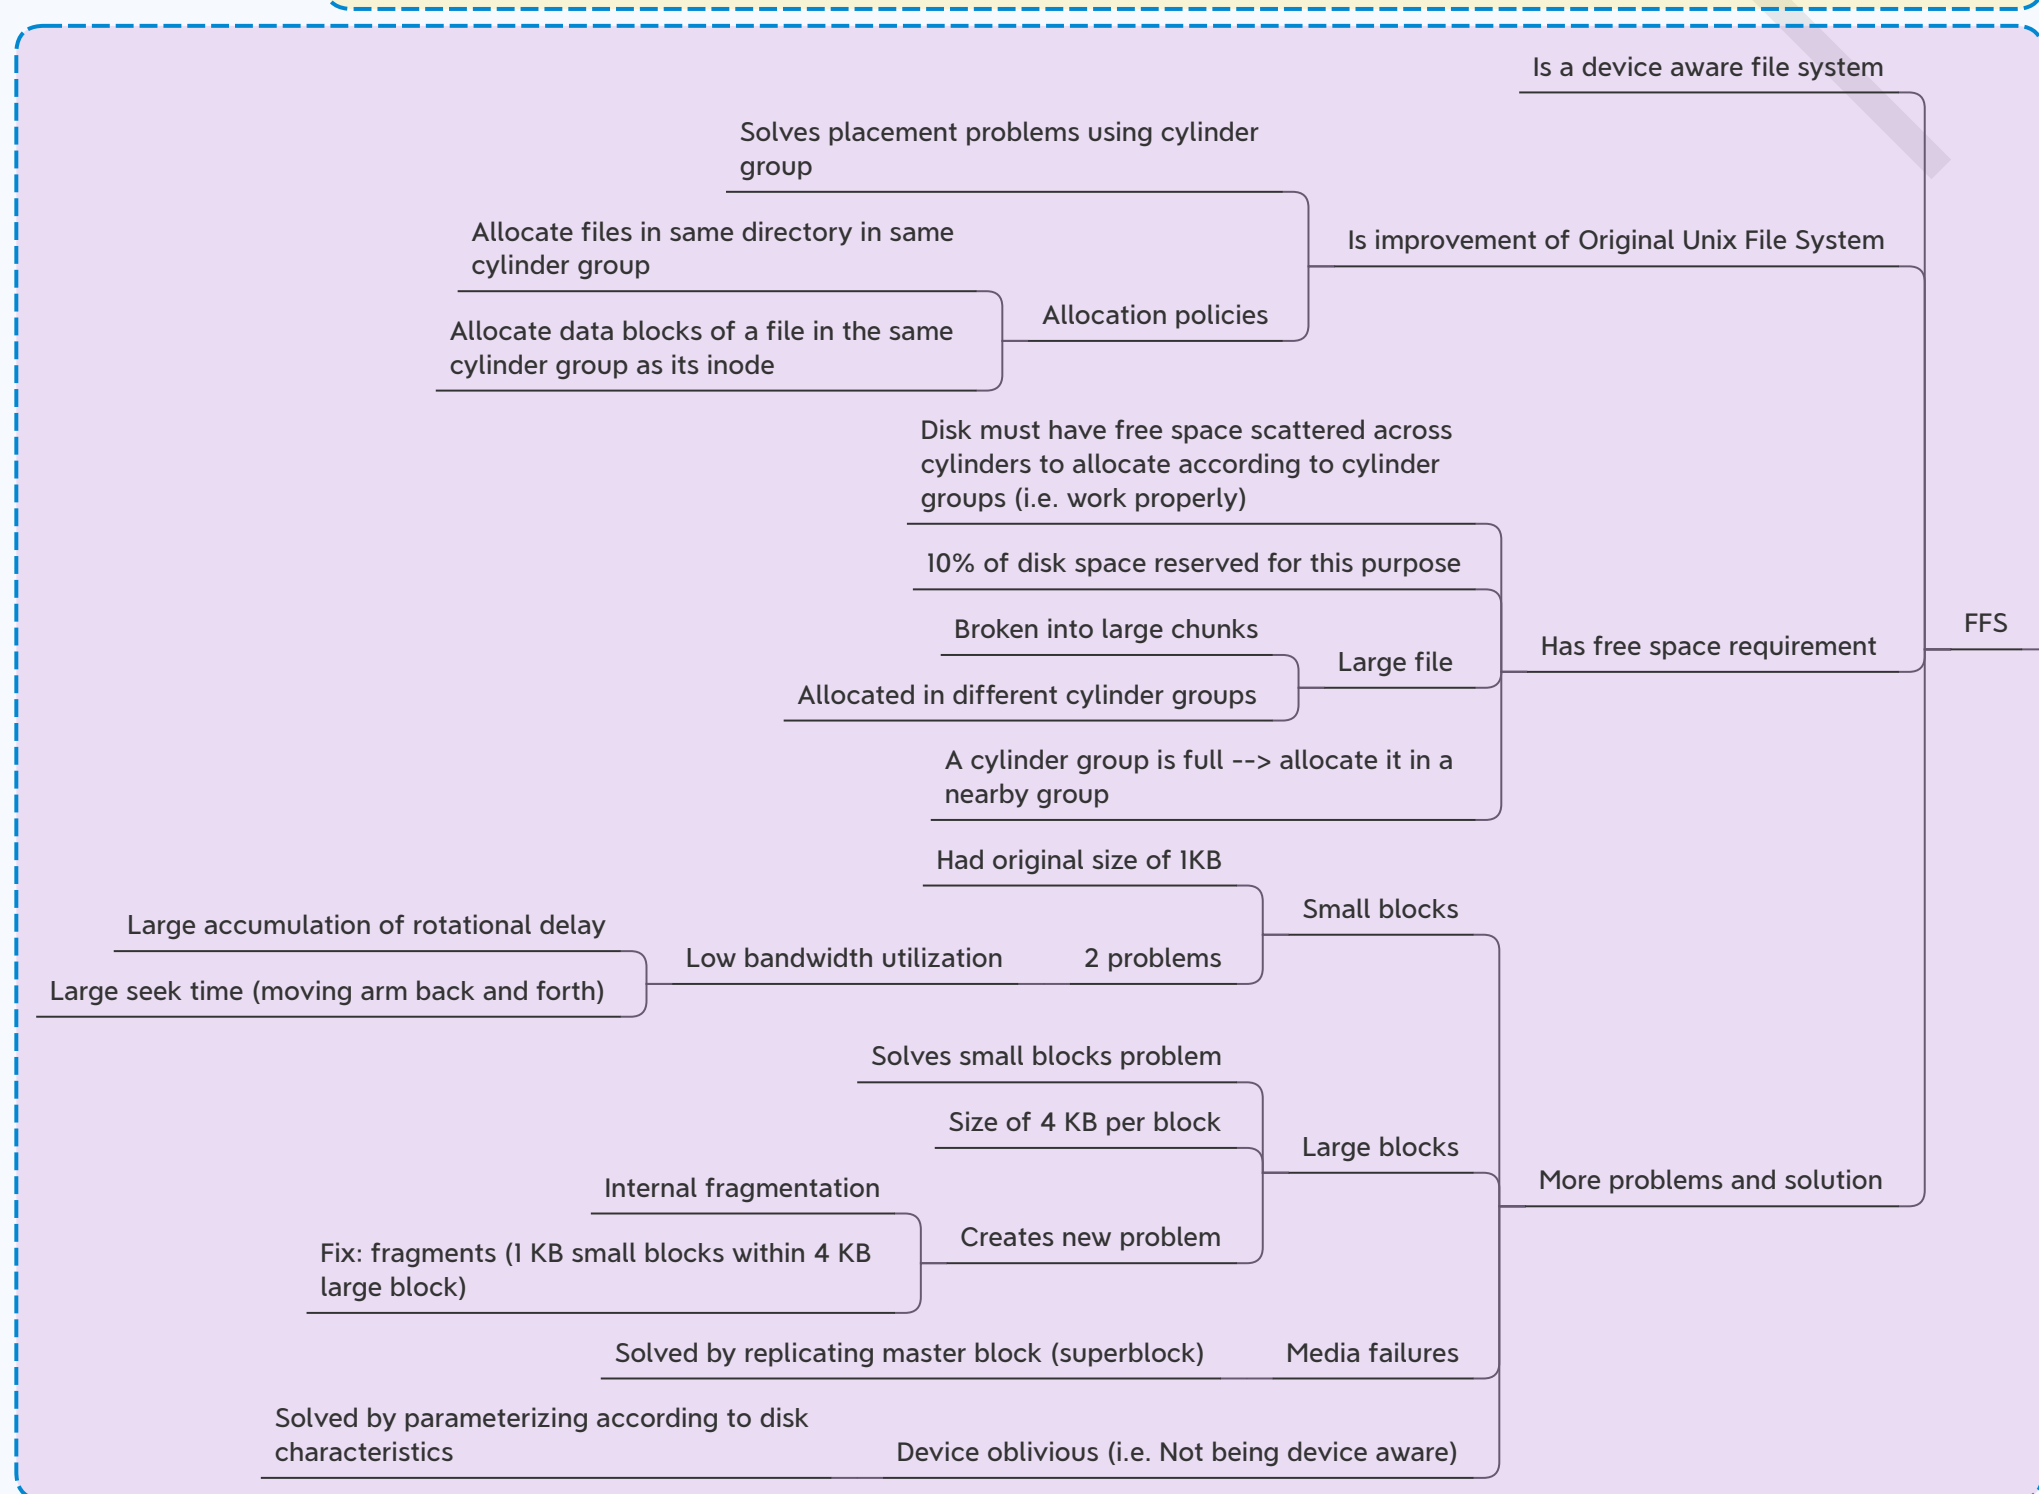 Is a device aware file system
Solves placement problems using cylinder
group
Allocate files in same directory in same
cylinder group
Is improvement of Original Unix File System
Allocation policies
Allocate data blocks of a file in the same
cylinder group as its inode
Disk must have free space scattered across
cylinders to allocate according to cylinder
groups (i.e. work properly)
10% of disk space reserved for this purpose
Broken into large chunks
Large file
Allocated in different cylinder groups
Has free space requirement
FFS
A cylinder group is full --> allocate it in a
nearby group
Had original size of 1KB
Small blocks
Large accumulation of rotational delay
Low bandwidth utilization
2 problems
Large seek time (moving arm back and forth)
Solves small blocks problem
Size of 4 KB per block
Large blocks
More problems and solution
Internal fragmentation
Creates new problem
Fix: fragments (1 KB small blocks within 4 KB
large block)
Solved by replicating master block (superblock)
Media failures
Solved by parameterizing according to disk
characteristics
Device oblivious (i.e. Not being device aware)